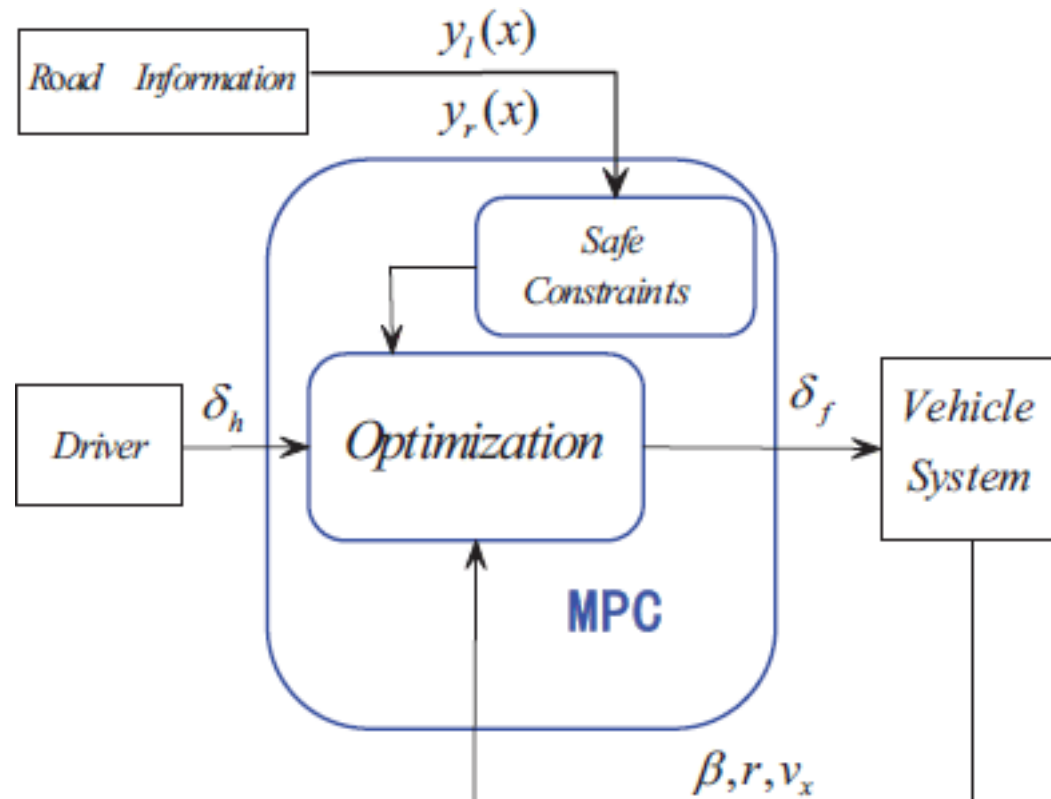 y_l(x)
Road Information
y_r(x)
Safe
Constraints
δ_h
δ_f
Driver
Optimization
Vehicle
System
MPC
β,r,v_x